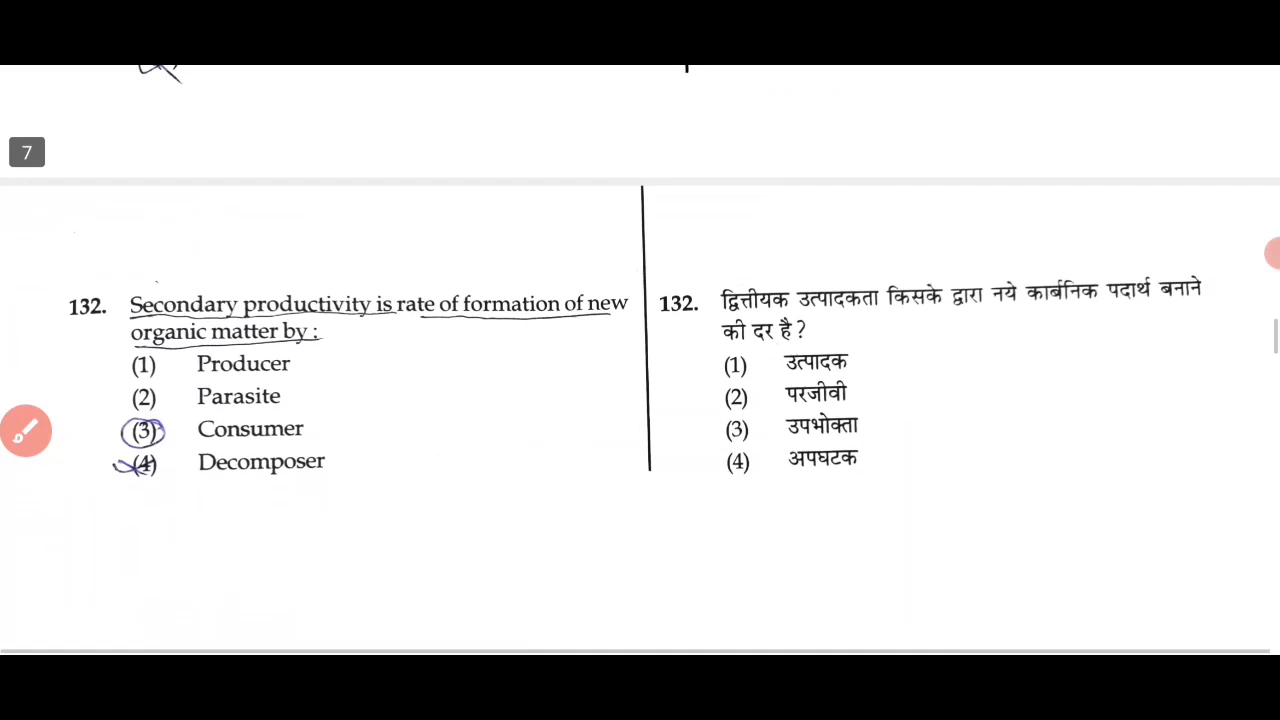 7
132. Secondary productivity is rate of formation of new
organic matter by :
(1) Producer
(2) Parasite
(3) Consumer
(4) Decomposer
132. द्वित्तीयक उत्पादकता किसके द्वारा नये कार्बनिक पदार्थ बनाने
की दर है ?
(1) उत्पादक
(2) परजीवी
(3) उपभोक्ता
(4) अपघटक